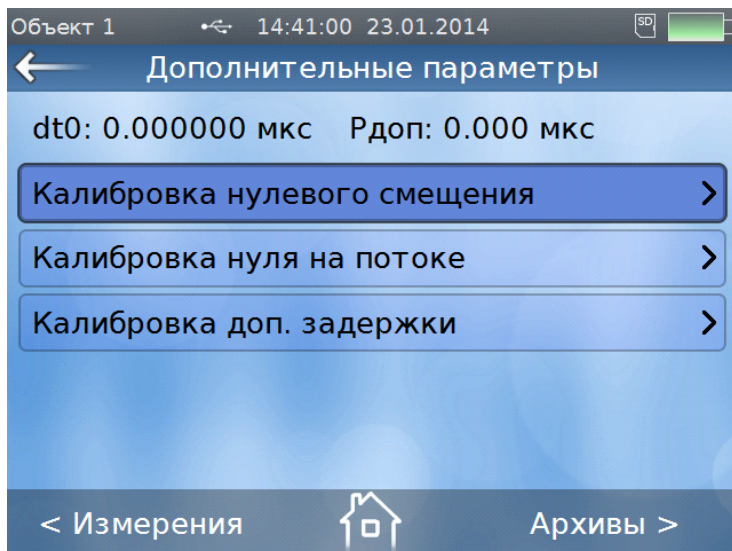 Объект 1 14:41:00 23.01.2014 SD
Дополнительные параметры
dt0: 0.000000 мкс Рдоп: 0.000 мкс
Калибровка нулевого смещения
Калибровка нуля на потоке
Калибровка доп. задержки
< Измерения Архивы >